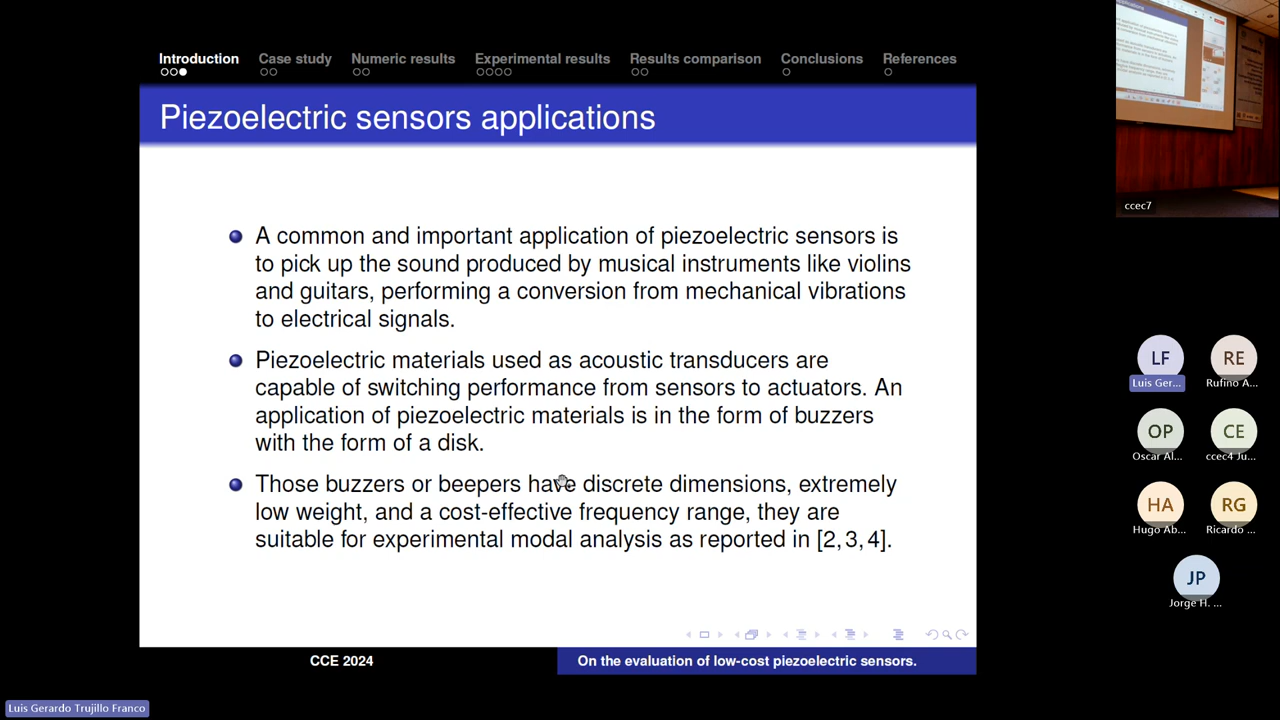 Introduction Case study Numeric results Experimental results Results comparison Conclusions References
Piezoelectric sensors applications
A common and important application of piezoelectric sensors is
to pick up the sound produced by musical instruments like violins
and guitars, performing a conversion from mechanical vibrations
to electrical signals.
Piezoelectric materials used as acoustic transducers are
capable of switching performance from sensors to actuators. An
application of piezoelectric materials is in the form of buzzers
with the form of a disk.
Those buzzers or beepers have discrete dimensions, extremely
low weight, and a cost-effective frequency range, they are
suitable for experimental modal analysis as reported in [2, 3, 4].
CCE 2024
On the evaluation of low-cost piezoelectric sensors.
ccec7
LF
Luis Ger...
RE
Rufino A...
OP
Oscar Al...
CE
ccec4 Ju...
HA
Hugo Ab...
RG
Ricardo ...
JP
Jorge H. ...
Luis Gerardo Trujillo Franco